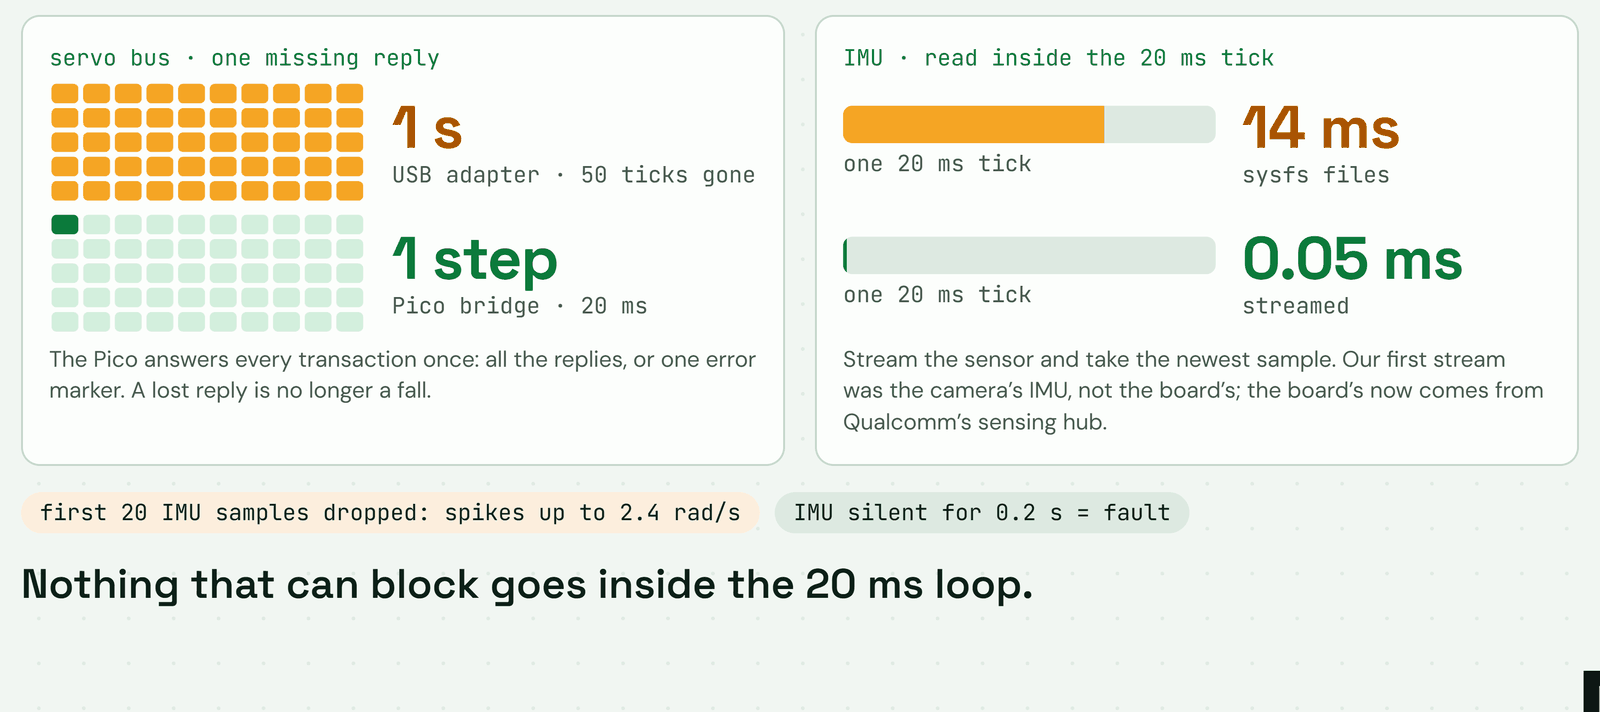 servo bus · one missing reply
1 s
USB adapter · 50 ticks gone
1 step
Pico bridge · 20 ms
The Pico answers every transaction once: all the replies, or one error
marker. A lost reply is no longer a fall.
IMU · read inside the 20 ms tick
one 20 ms tick
14 ms
sysfs files
one 20 ms tick
0.05 ms
streamed
Stream the sensor and take the newest sample. Our first stream
was the camera’s IMU, not the board’s; the board’s now comes from
Qualcomm’s sensing hub.
first 20 IMU samples dropped: spikes up to 2.4 rad/s
IMU silent for 0.2 s = fault
Nothing that can block goes inside the 20 ms loop.